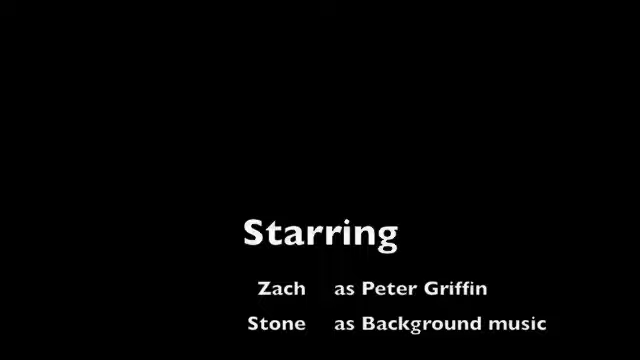 Starring
Zach as Peter Griffin
Stone as Background music